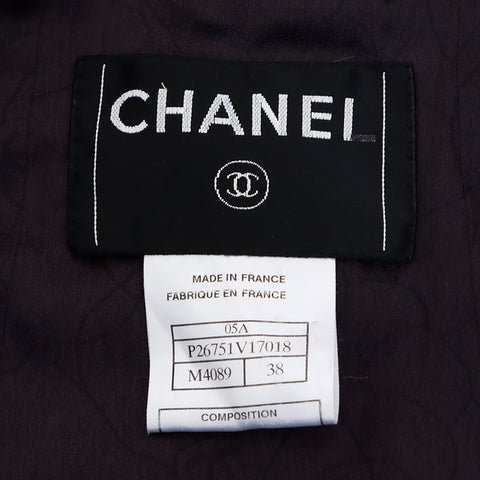 CHANEL
MADE IN FRANCE
FABRIQUE EN FRANCE
05A
P26751V17018
M4089 38
COMPOSITION